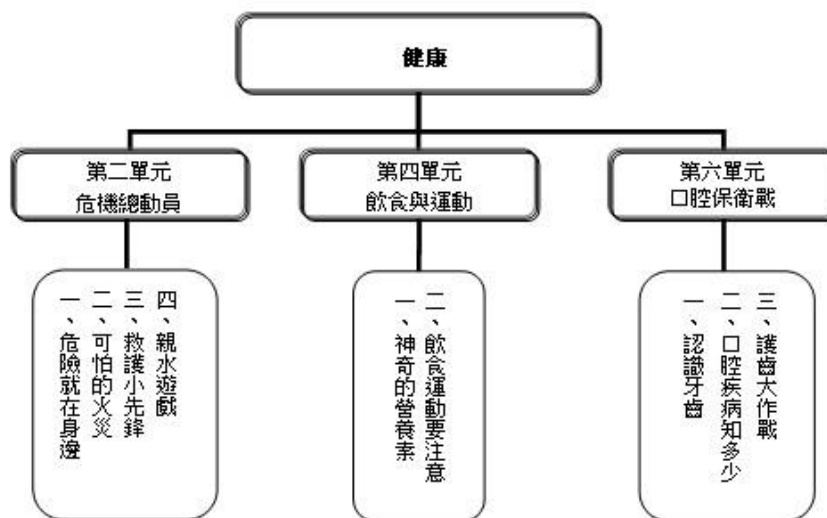 健康
第二單元
危機總動員
一、危險就在身邊
二、可怕的火災
三、救護小先鋒
四、親水遊戲
第四單元
飲食與運動
一、神奇的營養素
二、飲食運動要注意
第六單元
口腔保衛戰
一、認識牙齒
二、口腔疾病知多少
三、護齒大作戰